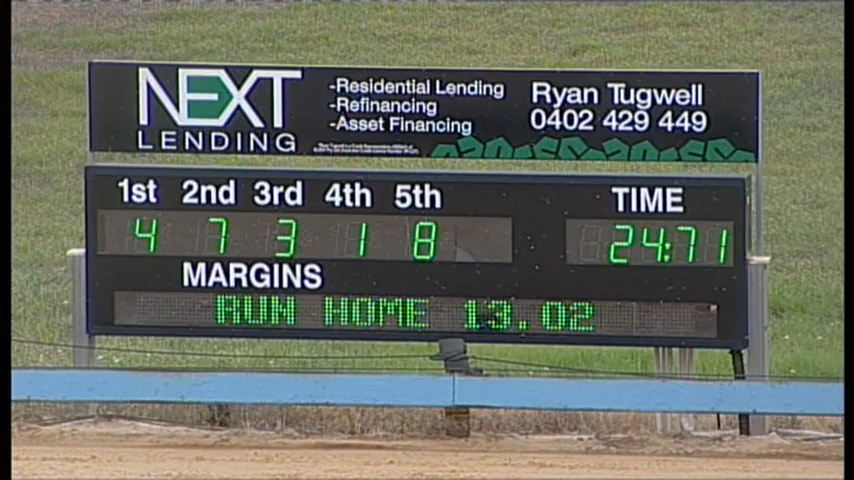 NEXT
LENDING
-Residential Lending
-Refinancing
-Asset Financing
Ryan Tugwell
0402 429 449
1st 2nd 3rd 4th 5th TIME
4 7 3 1 8 24:71
MARGINS
RUN HOME 13.02